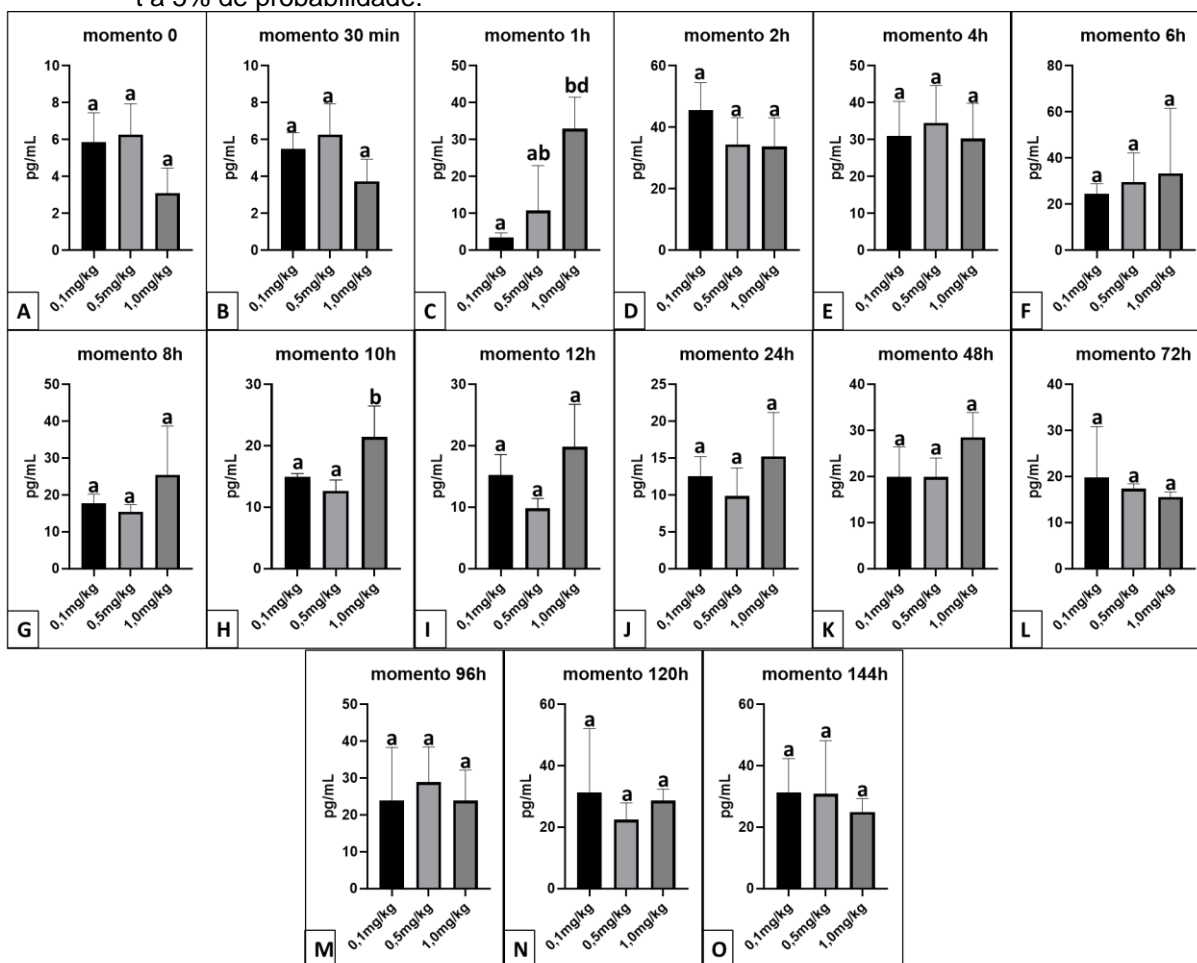 t a 5% de probabilidade.
momento 0
10
8
6
4
2
0
pg/mL
a
a
a
0,1mg/kg
0,5mg/kg
1,0mg/kg
A
momento 30 min
10
8
6
4
2
0
pg/mL
a
a
a
0,1mg/kg
0,5mg/kg
1,0mg/kg
B
momento 1h
50
40
30
20
10
0
pg/mL
a
ab
bd
0,1mg/kg
0,5mg/kg
1,0mg/kg
C
momento 2h
60
40
20
0
pg/mL
a
a
a
0,1mg/kg
0,5mg/kg
1,0mg/kg
D
momento 4h
50
40
30
20
10
0
pg/mL
a
a
a
0,1mg/kg
0,5mg/kg
1,0mg/kg
E
momento 6h
80
60
40
20
0
pg/mL
a
a
a
0,1mg/kg
0,5mg/kg
1,0mg/kg
F
momento 8h
50
40
30
20
10
0
pg/mL
a
a
a
0,1mg/kg
0,5mg/kg
1,0mg/kg
G
momento 10h
30
20
10
0
pg/mL
a
a
b
0,1mg/kg
0,5mg/kg
1,0mg/kg
H
momento 12h
30
20
10
0
pg/mL
a
a
a
0,1mg/kg
0,5mg/kg
1,0mg/kg
I
momento 24h
25
20
15
10
5
0
pg/mL
a
a
a
0,1mg/kg
0,5mg/kg
1,0mg/kg
J
momento 48h
40
30
20
10
0
pg/mL
a
a
a
0,1mg/kg
0,5mg/kg
1,0mg/kg
K
momento 72h
40
30
20
10
0
pg/mL
a
a
a
0,1mg/kg
0,5mg/kg
1,0mg/kg
L
momento 96h
50
40
30
20
10
0
pg/mL
a
a
a
0,1mg/kg
0,5mg/kg
1,0mg/kg
M
momento 120h
60
40
20
0
pg/mL
a
a
a
0,1mg/kg
0,5mg/kg
1,0mg/kg
N
momento 144h
60
40
20
0
pg/mL
a
a
a
0,1mg/kg
0,5mg/kg
1,0mg/kg
O